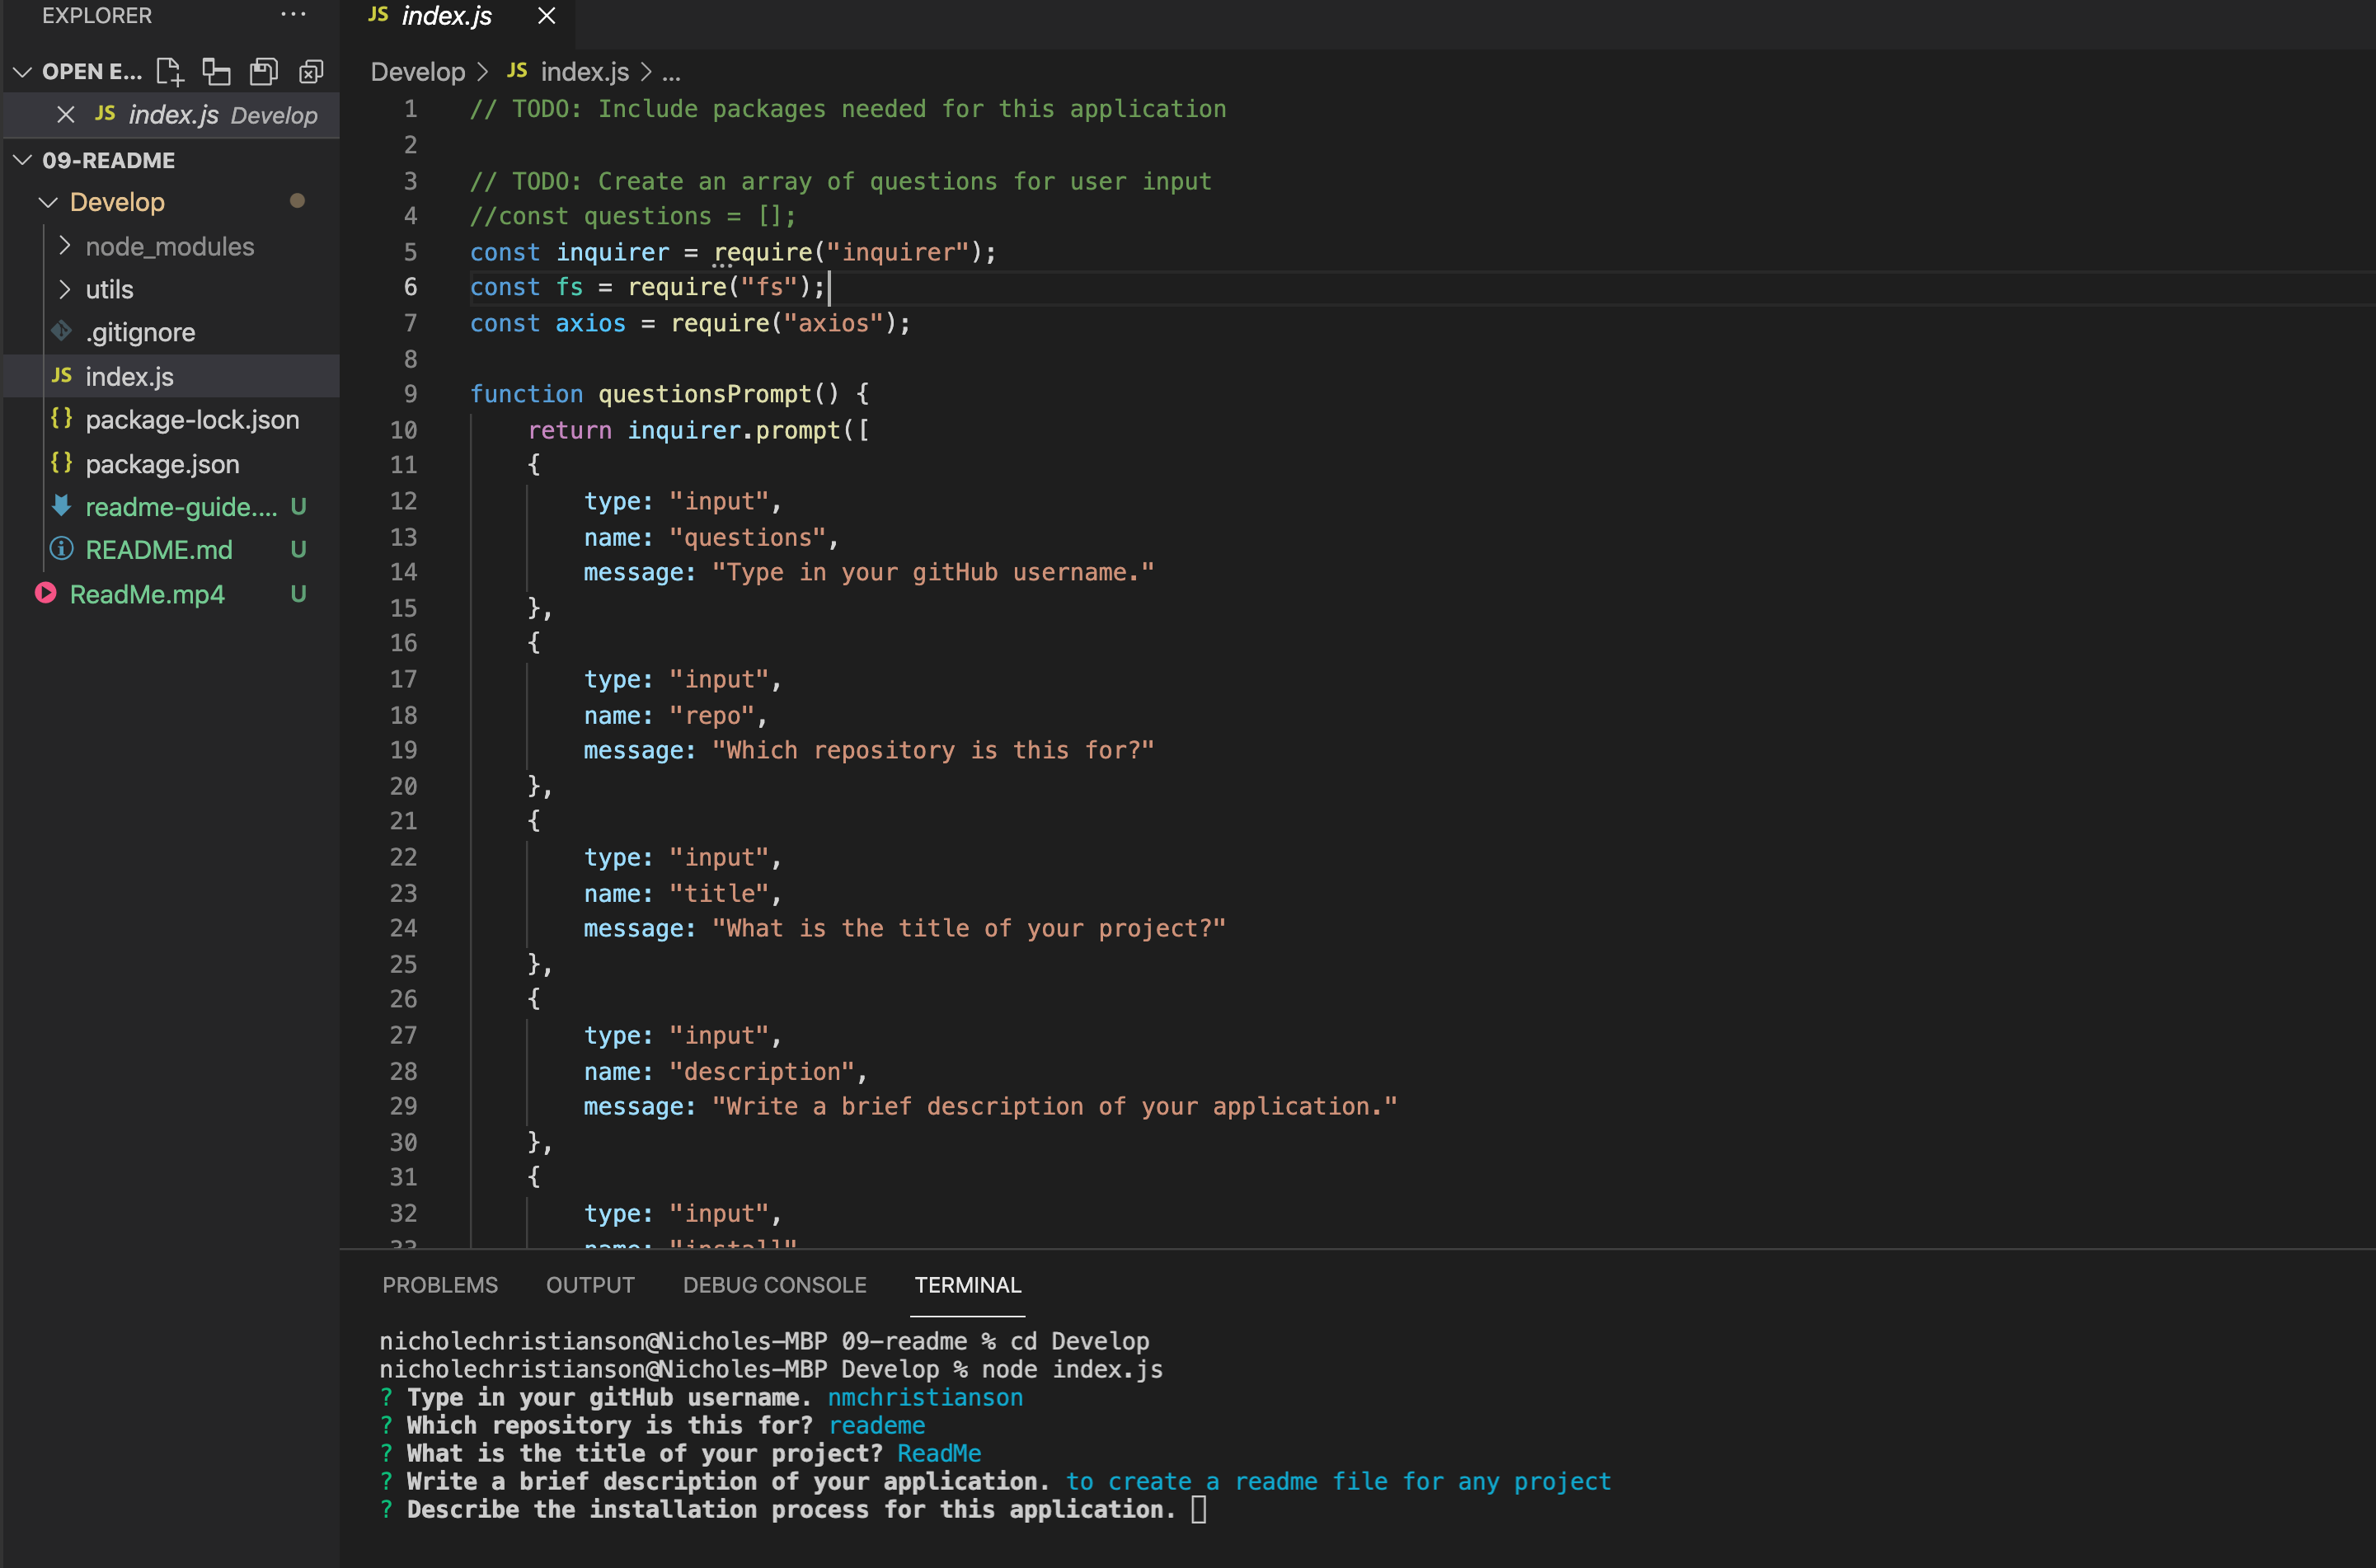 EXPLORER ...
OPEN E...
JS index.js Develop
09-README
Develop
node_modules
utils
.gitignore
JS index.js
{} package-lock.json
{} package.json
readme-guide.... U
README.md U
ReadMe.mp4 U
JS index.js
Develop > JS index.js > ...
1 // TODO: Include packages needed for this application
2
3 // TODO: Create an array of questions for user input
4 //const questions = [];
5 const inquirer = require("inquirer");
6 const fs = require("fs");
7 const axios = require("axios");
8
9 function questionsPrompt() {
10 return inquirer.prompt([
11 {
12 type: "input",
13 name: "questions",
14 message: "Type in your gitHub username."
15 },
16 {
17 type: "input",
18 name: "repo",
19 message: "Which repository is this for?"
20 },
21 {
22 type: "input",
23 name: "title",
24 message: "What is the title of your project?"
25 },
26 {
27 type: "input",
28 name: "description",
29 message: "Write a brief description of your application."
30 },
31 {
32 type: "input",
33 name: "install"
PROBLEMS OUTPUT DEBUG CONSOLE TERMINAL
nicholechristianson@Nicholes-MBP 09-readme % cd Develop
nicholechristianson@Nicholes-MBP Develop % node index.js
? Type in your gitHub username. nmchristianson
? Which repository is this for? reademe
? What is the title of your project? ReadMe
? Write a brief description of your application. to create a readme file for any project
? Describe the installation process for this application.